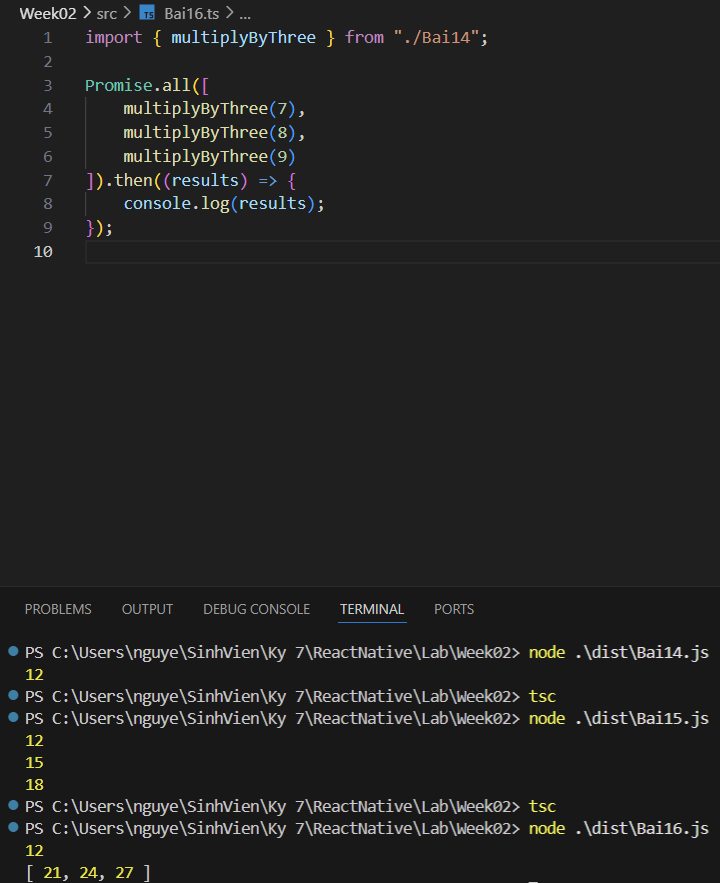 Week02 > src > TS Bai16.ts > ...
1 import { multiplyByThree } from "./Bai14";
2
3 Promise.all([
4     multiplyByThree(7),
5     multiplyByThree(8),
6     multiplyByThree(9)
7 ]).then((results) => {
8     console.log(results);
9 });
10
PROBLEMS OUTPUT DEBUG CONSOLE TERMINAL PORTS
PS C:\Users\nguye\SinhVien\Ky 7\ReactNative\Lab\Week02> node .\dist\Bai14.js
12
PS C:\Users\nguye\SinhVien\Ky 7\ReactNative\Lab\Week02> tsc
PS C:\Users\nguye\SinhVien\Ky 7\ReactNative\Lab\Week02> node .\dist\Bai15.js
12
15
18
PS C:\Users\nguye\SinhVien\Ky 7\ReactNative\Lab\Week02> tsc
PS C:\Users\nguye\SinhVien\Ky 7\ReactNative\Lab\Week02> node .\dist\Bai16.js
12
[ 21, 24, 27 ]